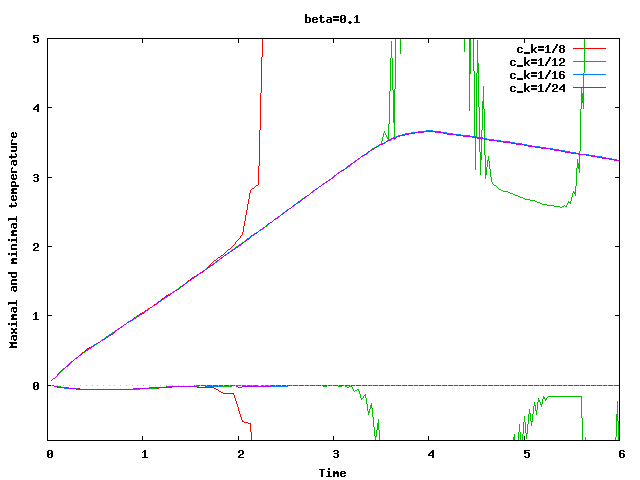 beta=0.1
5
c_k=1/8
c_k=1/12
c_k=1/16
c_k=1/24
4
3
2
1
0
Maximal and minimal temperature
0 1 2 3 4 5 6
Time